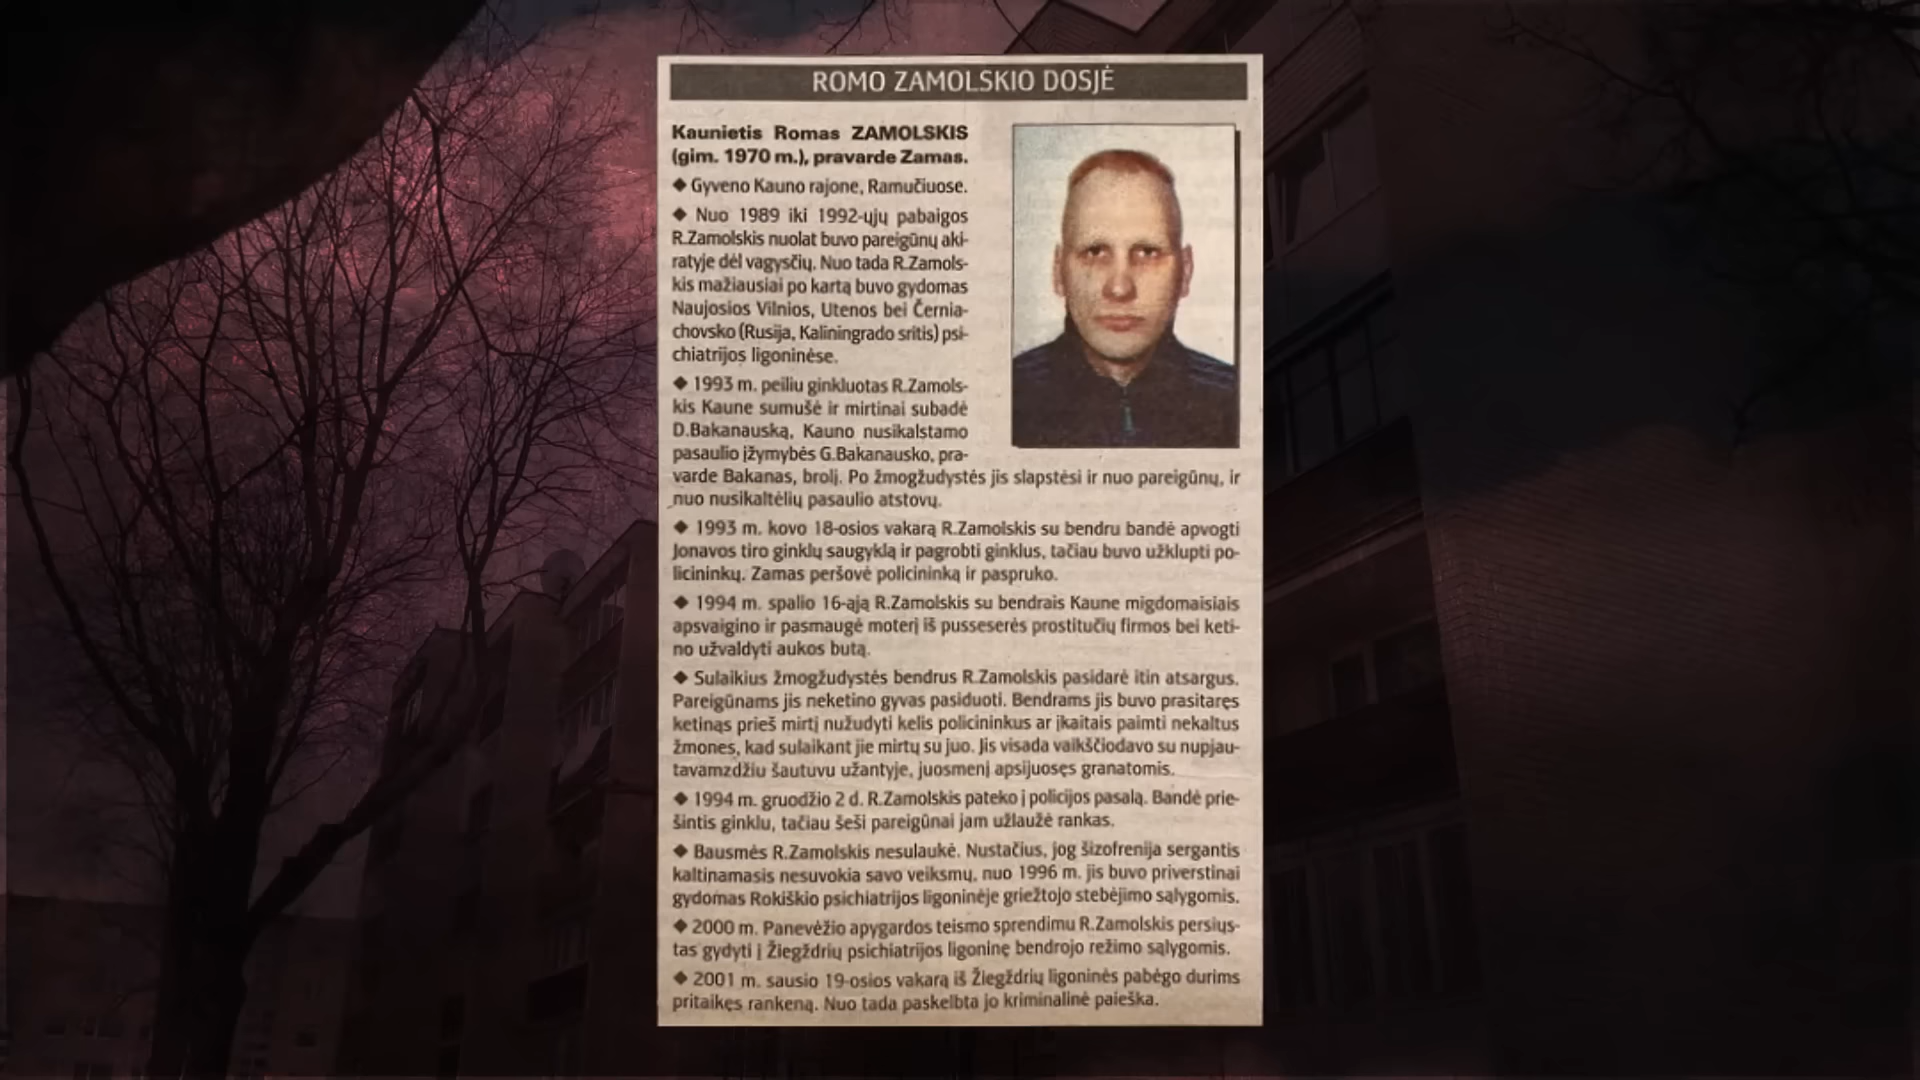 ROMO ZAMOLSKIO DOSJĖ
Kaunietis Romas ZAMOLSKIS
(gim. 1970 m.), pravarde Zamas.
◆ Gyveno Kauno rajone, Ramučiuose.
◆ Nuo 1989 iki 1992-ųjų pabaigos
R.Zamolskis nuolat buvo pareigūnų aki-
ratyje dėl vagysčių. Nuo tada R.Zamols-
kis mažiausiai po kartą buvo gydomas
Naujosios Vilnios, Utenos bei Černia-
chovsko (Rusija, Kaliningrado sritis) psi-
chiatrijos ligoninėse.
◆ 1993 m. peiliu ginkluotas R.Zamols-
kis Kaune sumušė ir mirtinai subadė
D.Bakanauską, Kauno nusikalstamo
pasaulio įžymybės G.Bakanausko, pra-
varde Bakanas, brolį. Po žmogžudystės jis slapstėsi ir nuo pareigūnų, ir
nuo nusikaltėlių pasaulio atstovų.
◆ 1993 m. kovo 18-osios vakarą R.Zamolskis su bendru bandė apvogti
Jonavos tiro ginklų saugyklą ir pagrobti ginklus, tačiau buvo užklupti po-
licininkų. Zamas peršovė policininką ir paspruko.
◆ 1994 m. spalio 16-ąją R.Zamolskis su bendrais Kaune migdomaisiais
apsvaigino ir pasmaugė moterį iš pusseserės prostitučių firmos bei keti-
no užvaldyti aukos butą.
◆ Sulaikius žmogžudystės bendrus R.Zamolskis pasidarė itin atsargus.
Pareigūnams jis neketino gyvas pasiduoti. Bendrams jis buvo prasitaręs
ketinąs prieš mirtį nužudyti kelis policininkus ar įkaitais paimti nekaltus
žmones, kad sulaikant jie mirtų su juo. Jis visada vaikščiodavo su nupjau-
tavamzdžiu šautuvu užantyje, juosmenį apsijuosęs granatomis.
◆ 1994 m. gruodžio 2 d. R.Zamolskis pateko į policijos pasalą. Bandė prie-
šintis ginklu, tačiau šeši pareigūnai jam užlaužė rankas.
◆ Bausmės R.Zamolskis nesulaukė. Nustačius, jog šizofrenija sergantis
kaltinamasis nesuvokia savo veiksmų, nuo 1996 m. jis buvo priverstinai
gydomas Rokiškio psichiatrijos ligoninėje griežtojo stebėjimo sąlygomis.
◆ 2000 m. Panevėžio apygardos teismo sprendimu R.Zamolskis persiųs-
tas gydyti į Žiegždrių psichiatrijos ligoninę bendrojo režimo sąlygomis.
◆ 2001 m. sausio 19-osios vakarą iš Žiegždrių ligoninės pabėgo durims
pritaikęs rankeną. Nuo tada paskelbta jo kriminalinė paieška.